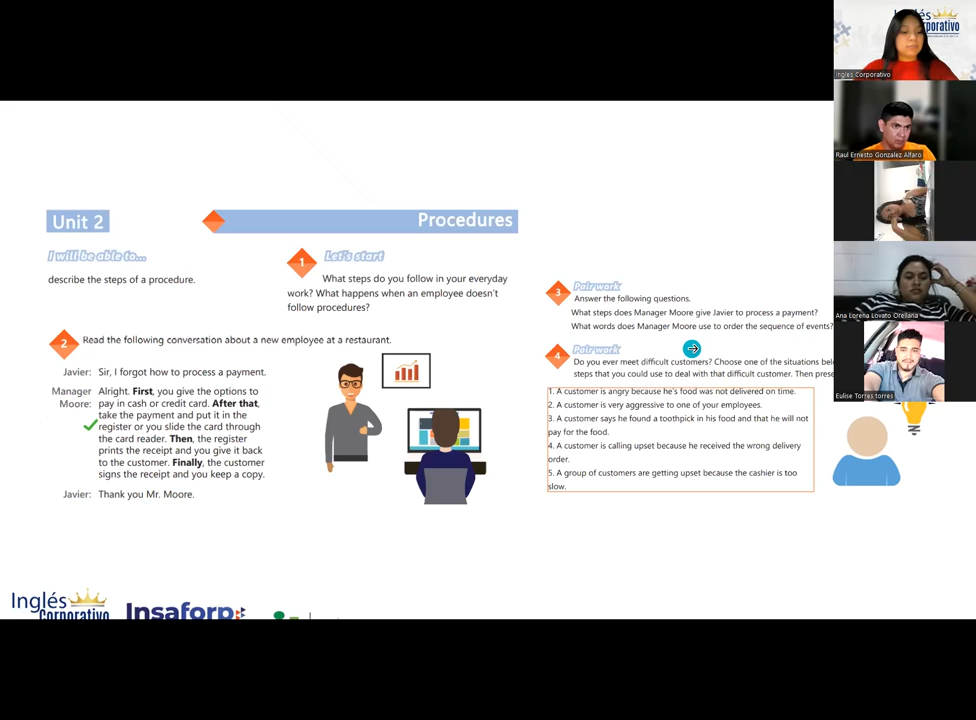 Unit 2
Procedures
I will be able to...
describe the steps of a procedure.
1
Let's start
What steps do you follow in your everyday
work? What happens when an employee doesn't
follow procedures?
2
Read the following conversation about a new employee at a restaurant.
Javier: Sir, I forgot how to process a payment.
Manager Moore: Alright. First, you give the options to
pay in cash or credit card. After that,
take the payment and put it in the
register or you slide the card through
the card reader. Then, the register
prints the receipt and you give it back
to the customer. Finally, the customer
signs the receipt and you keep a copy.
Javier: Thank you Mr. Moore.
3
Pair work
Answer the following questions.
What steps does Manager Moore give Javier to process a payment?
What words does Manager Moore use to order the sequence of events?
4
Pair work
Do you ever meet difficult customers? Choose one of the situations
steps that you could use to deal with that difficult customer. Then
1. A customer is angry because he's food was not delivered on time.
2. A customer is very aggressive to one of your employees.
3. A customer says he found a toothpick in his food and that he will not
pay for the food.
4. A customer is calling upset because he received the wrong delivery
order.
5. A group of customers are getting upset because the cashier is too
slow.
Inglés
Corporativo
Insaforp
Inglés Corporativo
Raul Ernesto Gonzalez Alfaro
Ana Lorena Lovato Orellana
Eulise Torres torres